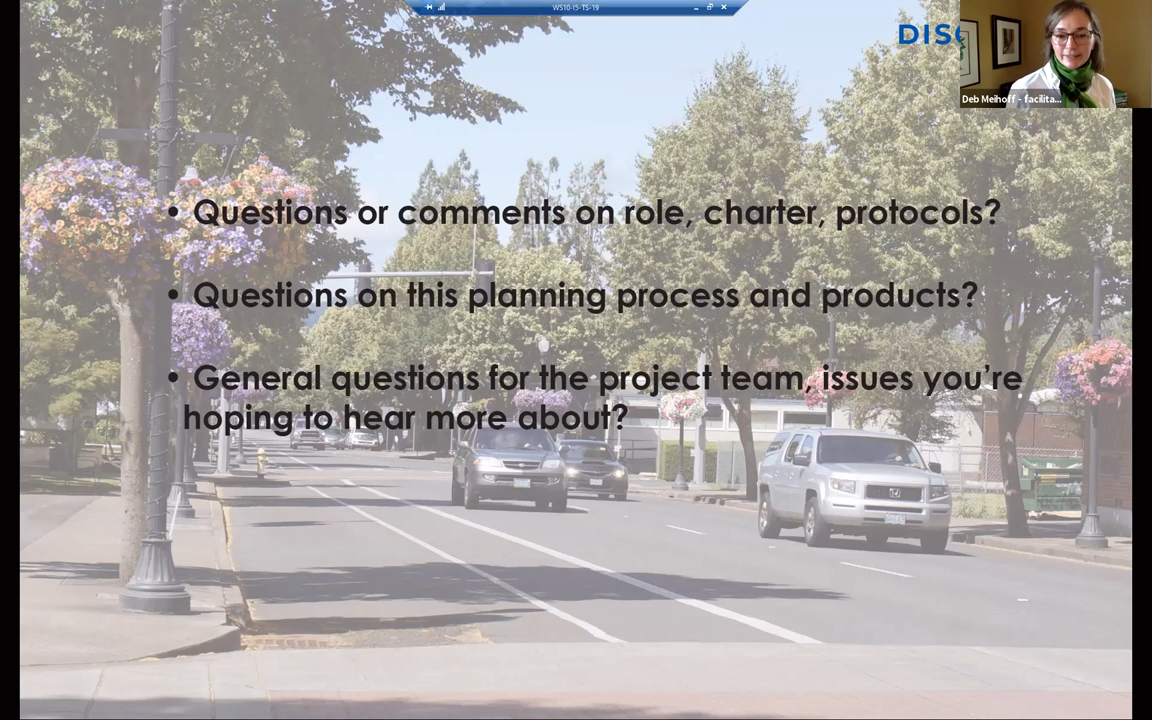 WS10-I5-TS-19
DISC
Deb Meihoff - facilita...
• Questions or comments on role, charter, protocols?
• Questions on this planning process and products?
• General questions for the project team, issues you're
hoping to hear more about?